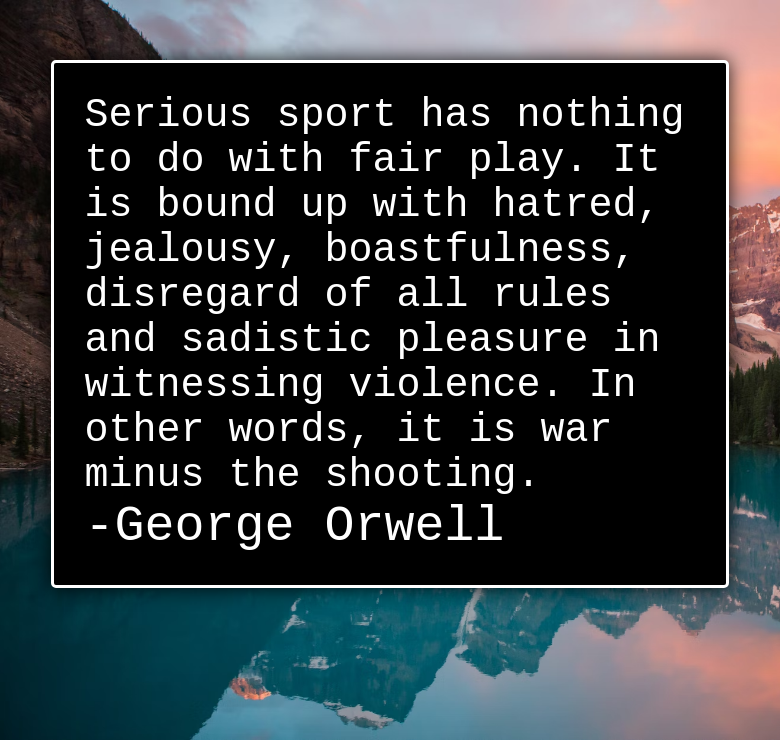 Serious sport has nothing
to do with fair play. It
is bound up with hatred,
jealousy, boastfulness,
disregard of all rules
and sadistic pleasure in
witnessing violence. In
other words, it is war
minus the shooting.
-George Orwell